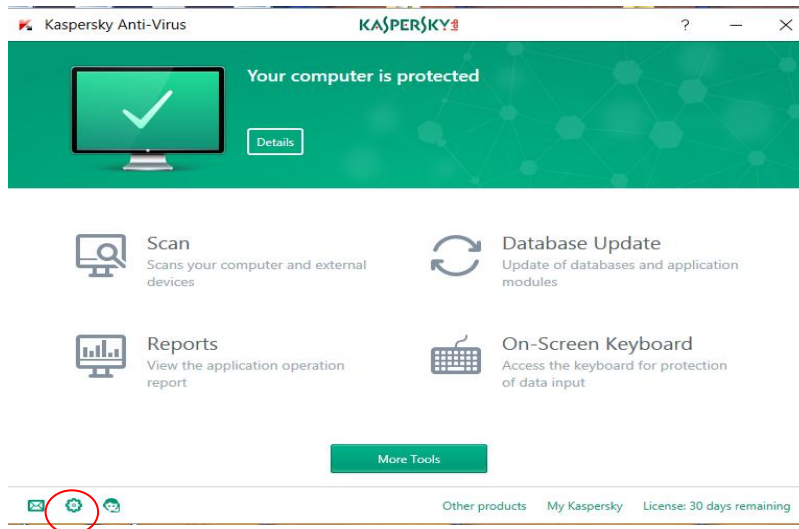 Kaspersky Anti-Virus
KASPERSKY
?
Your computer is protected
Details
Scan
Scans your computer and external
devices
Database Update
Update of databases and application
modules
Reports
View the application operation
report
On-Screen Keyboard
Access the keyboard for protection
of data input
More Tools
Other products My Kaspersky License: 30 days remaining